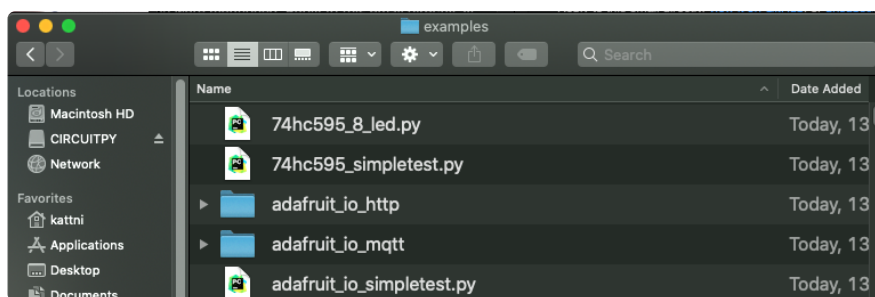 examples
Search
Locations
Macintosh HD
CIRCUITPY
Network
Favorites
kattni
Applications
Desktop
Documents
Name
Date Added
74hc595_8_led.py
Today, 13
74hc595_simpletest.py
Today, 13
adafruit_io_http
Today, 13
adafruit_io_mqtt
Today, 13
adafruit_io_simpletest.py
Today, 13